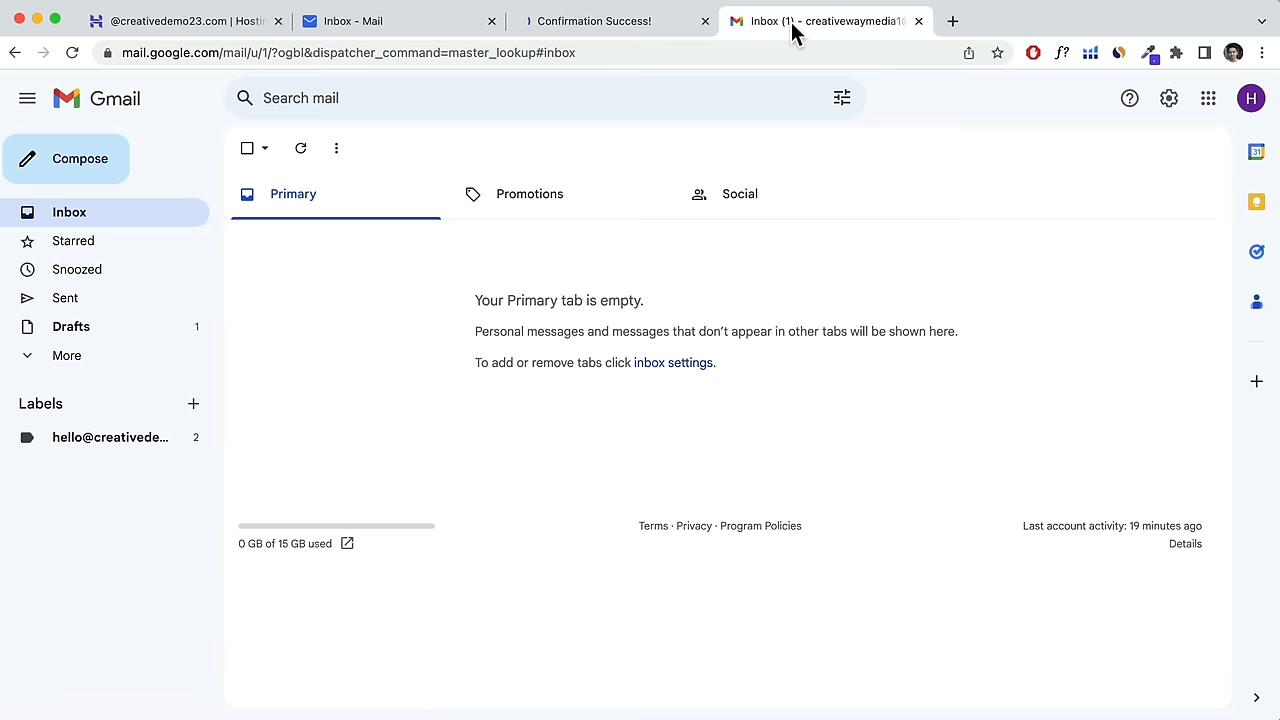 @creativedemo23.com | Hostin
Inbox - Mail
Confirmation Success!
Inbox (1) - creativewaymedia1@
mail.google.com/mail/u/1/?ogbl&dispatcher_command=master_lookup#inbox
f?
Gmail
Search mail
H
Compose
31
Primary
Promotions
Social
Inbox
Starred
Snoozed
Sent
Drafts 1
More
Your Primary tab is empty.
Personal messages and messages that don't appear in other tabs will be shown here.
To add or remove tabs click inbox settings.
Labels
hello@creativede... 2
Terms · Privacy · Program Policies
Last account activity: 19 minutes ago
0 GB of 15 GB used
Details